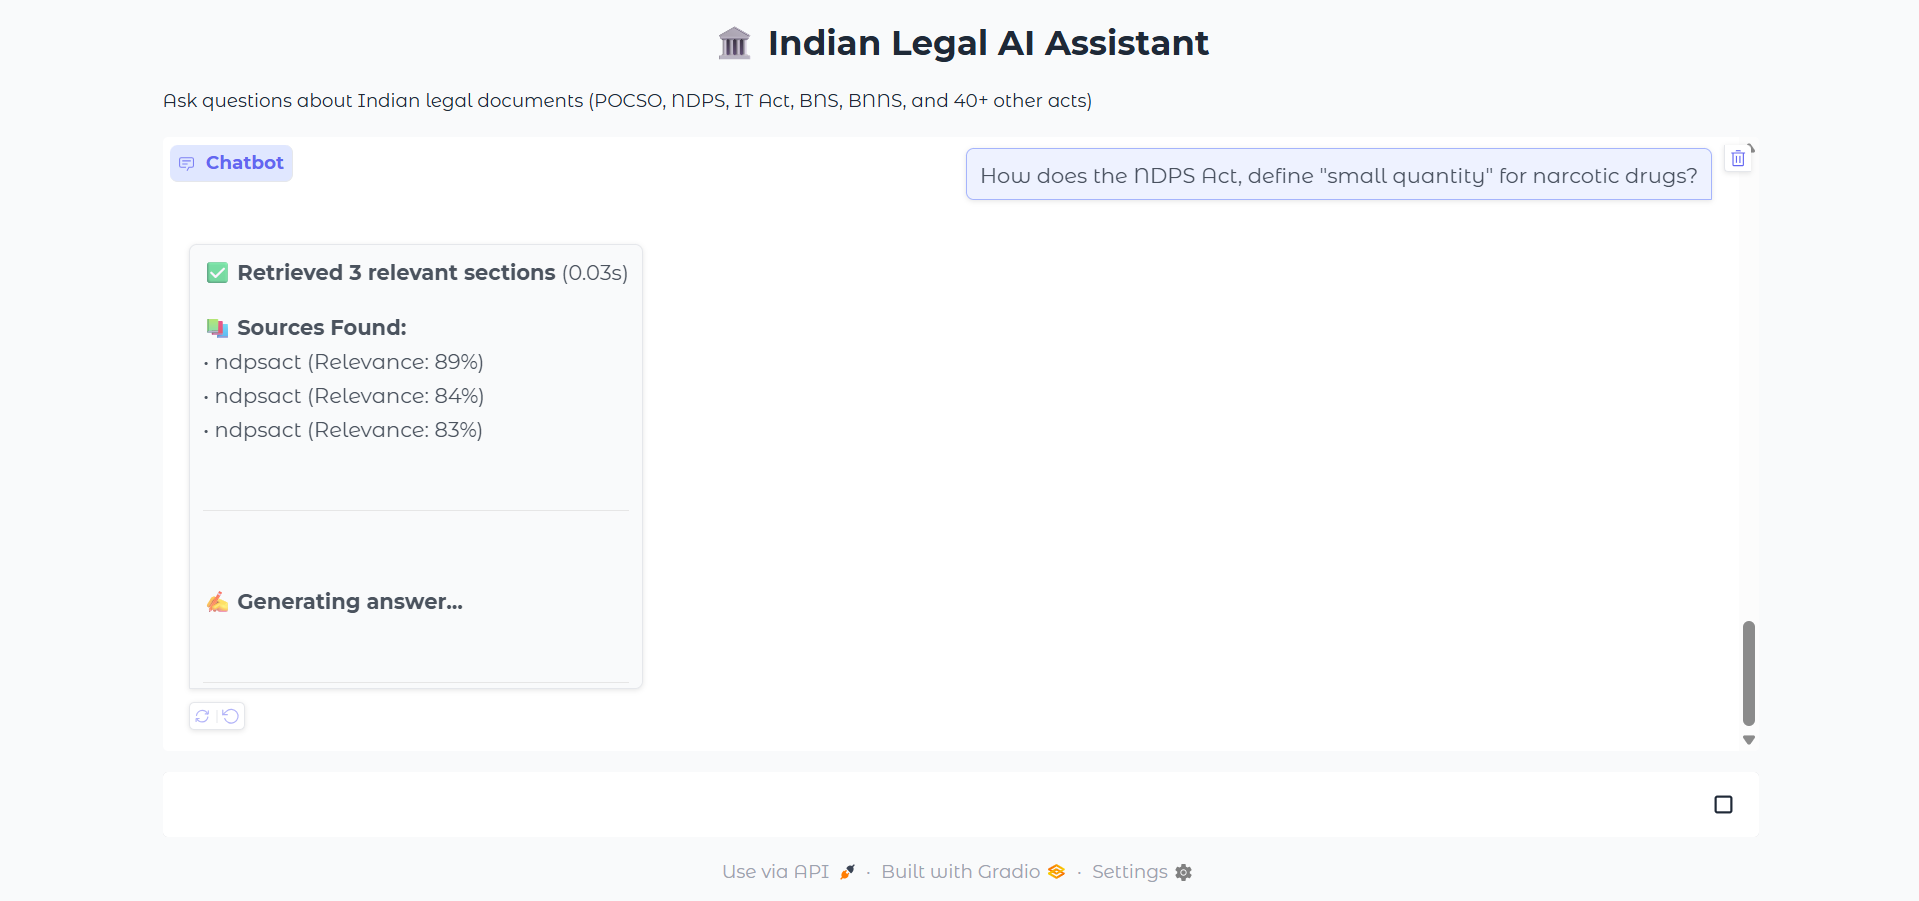 🏛️ Indian Legal AI Assistant
Ask questions about Indian legal documents (POCSO, NDPS, IT Act, BNS, BNNS, and 40+ other acts)
Chatbot
How does the NDPS Act, define "small quantity" for narcotic drugs?
✅ Retrieved 3 relevant sections (0.03s)
📚 Sources Found:
• ndpsact (Relevance: 89%)
• ndpsact (Relevance: 84%)
• ndpsact (Relevance: 83%)
✍️ Generating answer...
Use via API 🚀 · Built with Gradio · Settings ⚙️